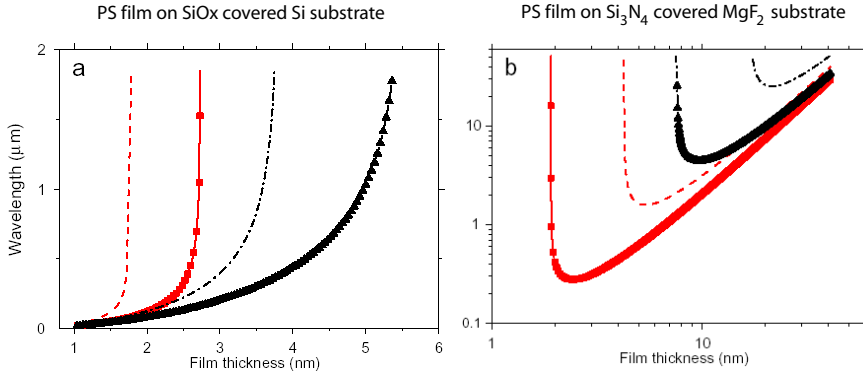 PS film on SiOx covered Si substrate
PS film on Si3N4 covered MgF2 substrate
a
b
2
1
0
Wavelength (μ m)
1
2
3
4
5
6
Film thickness (nm)
10
1
0.1
1
10
Film thickness (nm)